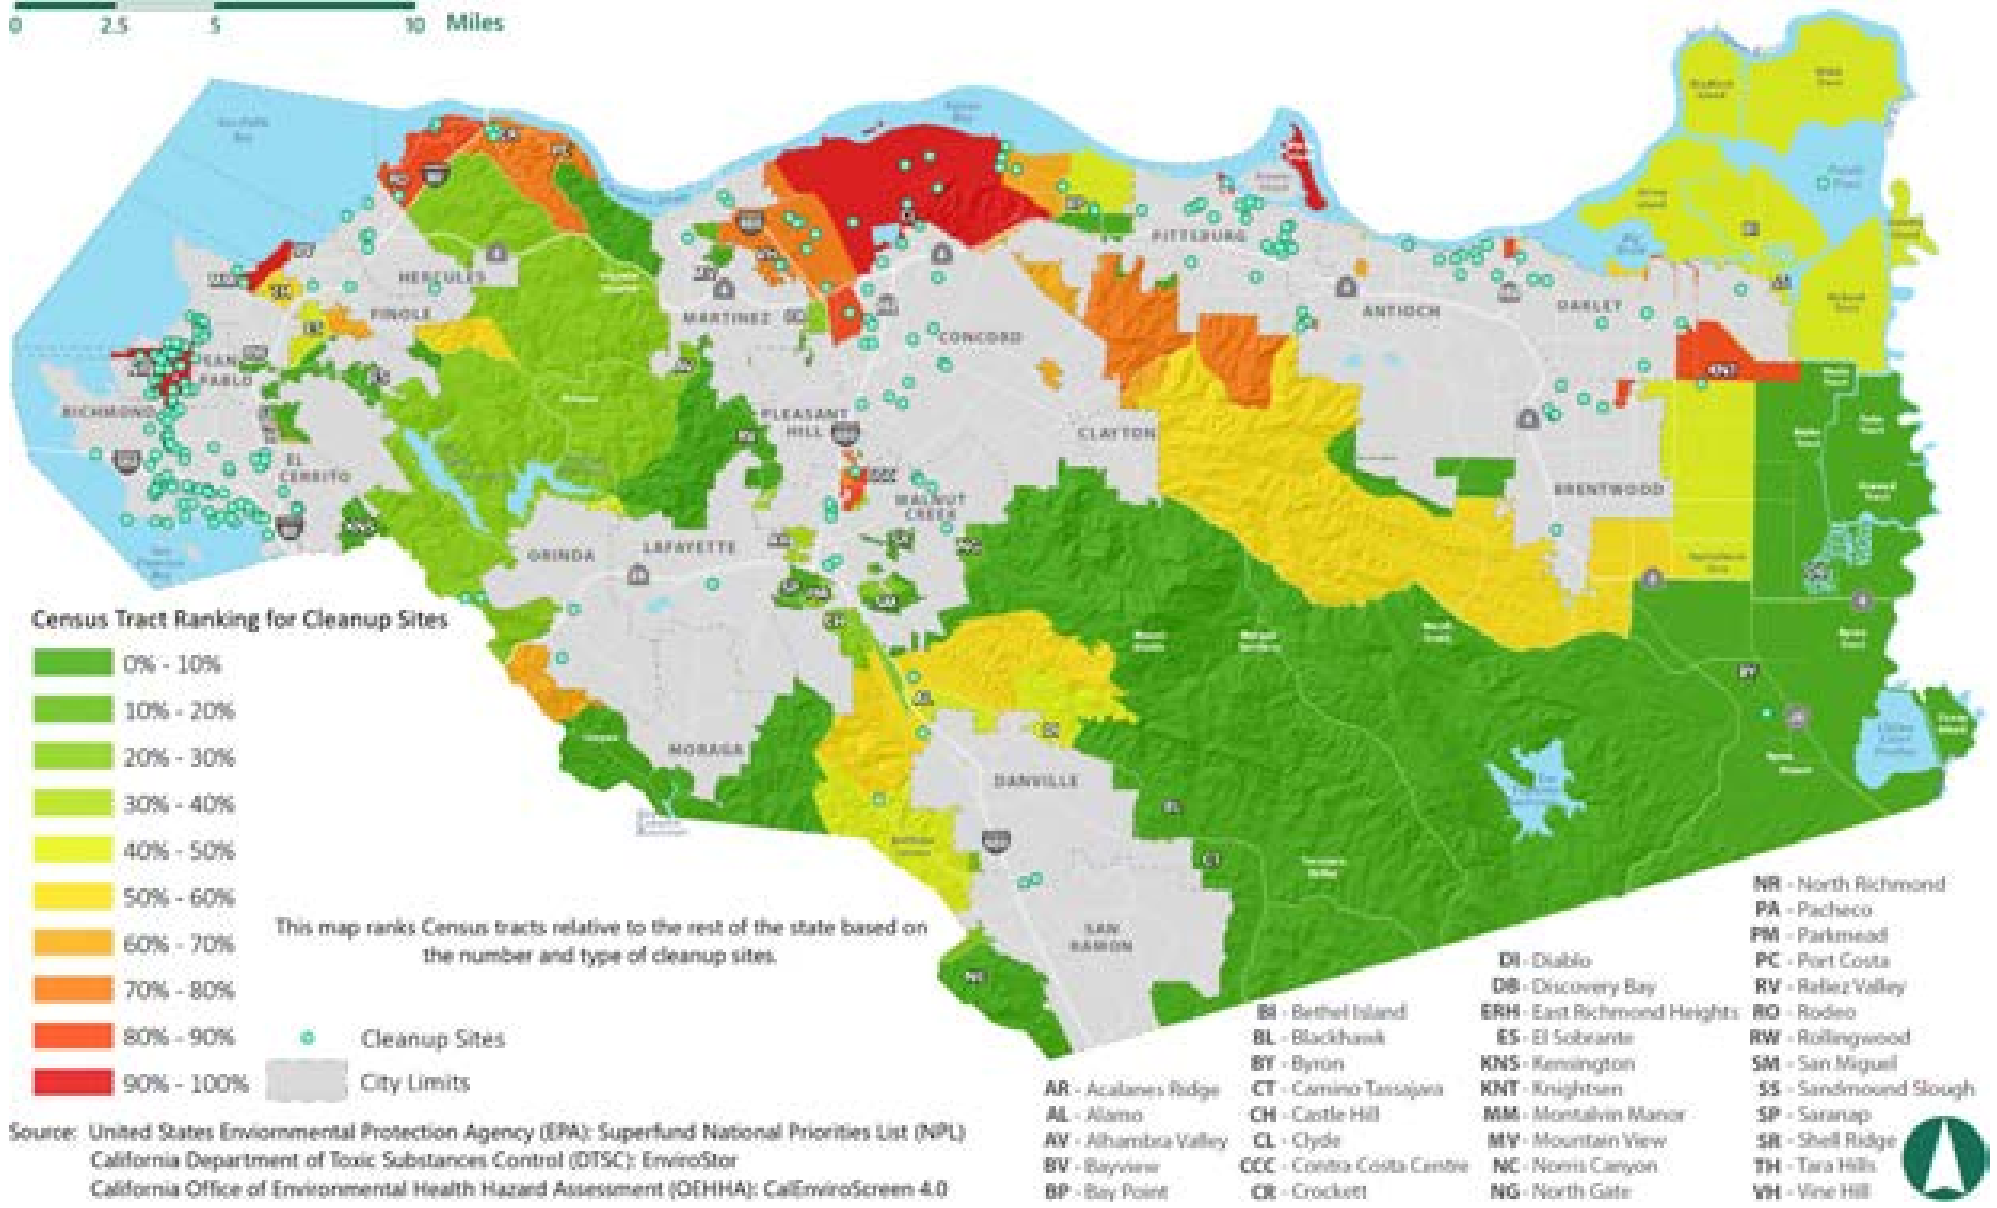 0 2.5 5 10 Miles
HERCULES
PINOLE
SAN
PABLO
RICHMOND
EL
CERRITO
MARTINEZ
CONCORD
PLEASANT
HILL
CLAYTON
WALNUT
CREEK
ORINDA
LAFAYETTE
MORAGA
DANVILLE
SAN
RAMON
PITTSBURG
ANTIOCH
OAKLEY
BRENTWOOD
KNT
BY
BL
CT
AL
KNS
Census Tract Ranking for Cleanup Sites
0% - 10%
10% - 20%
20% - 30%
30% - 40%
40% - 50%
50% - 60%
60% - 70%
70% - 80%
80% - 90%
90% - 100%
Cleanup Sites
City Limits
This map ranks Census tracts relative to the rest of the state based on
the number and type of cleanup sites.
Source: United States Enviornmental Protection Agency (EPA): Superfund National Priorities List (NPL)
California Department of Toxic Substances Control (DTSC): EnviroStor
California Office of Environmental Health Hazard Assessment (OEHHA): CalEnviroScreen 4.0
AR - Acalanes Ridge
AL - Alamo
AV - Alhambra Valley
BV - Bayview
BP - Bay Point
BI - Bethel Island
BL - Blackhawk
BY - Byron
CT - Camino Tassajara
CH - Castle Hill
CL - Clyde
CCC - Contra Costa Centre
CR - Crockett
DI - Diablo
DB - Discovery Bay
ERH - East Richmond Heights
ES - El Sobrante
KNS - Kensington
KNT - Knightsen
MM - Montalvin Manor
MV - Mountain View
NC - Norris Canyon
NG - North Gate
NR - North Richmond
PA - Pacheco
PM - Parkmead
PC - Port Costa
RV - Reliez Valley
RO - Rodeo
RW - Rollingwood
SM - San Miguel
SS - Sandmound Slough
SP - Saranap
SR - Shell Ridge
TH - Tara Hills
VH - Vine Hill